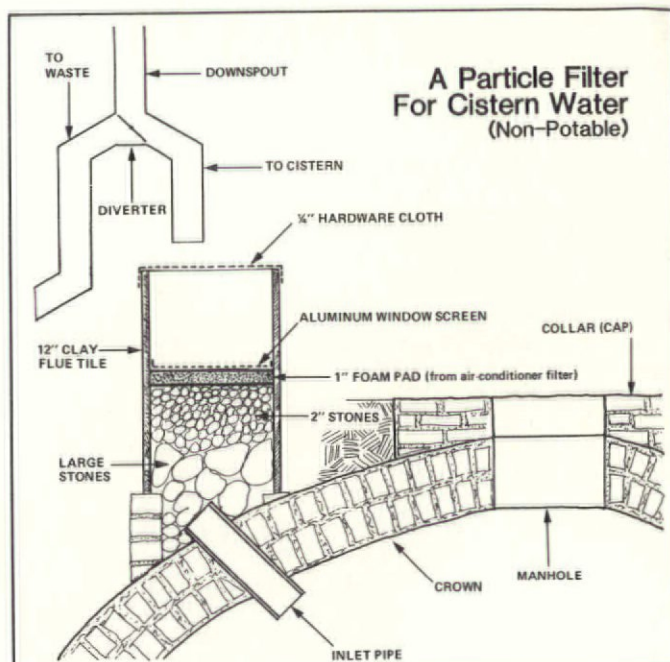 A Particle Filter
For Cistern Water
(Non-Potable)
TO
WASTE
DOWNSPOUT
TO CISTERN
DIVERTER
¼" HARDWARE CLOTH
ALUMINUM WINDOW SCREEN
COLLAR (CAP)
12" CLAY
FLUE TILE
1" FOAM PAD (from air-conditioner filter)
2" STONES
LARGE
STONES
CROWN
MANHOLE
INLET PIPE